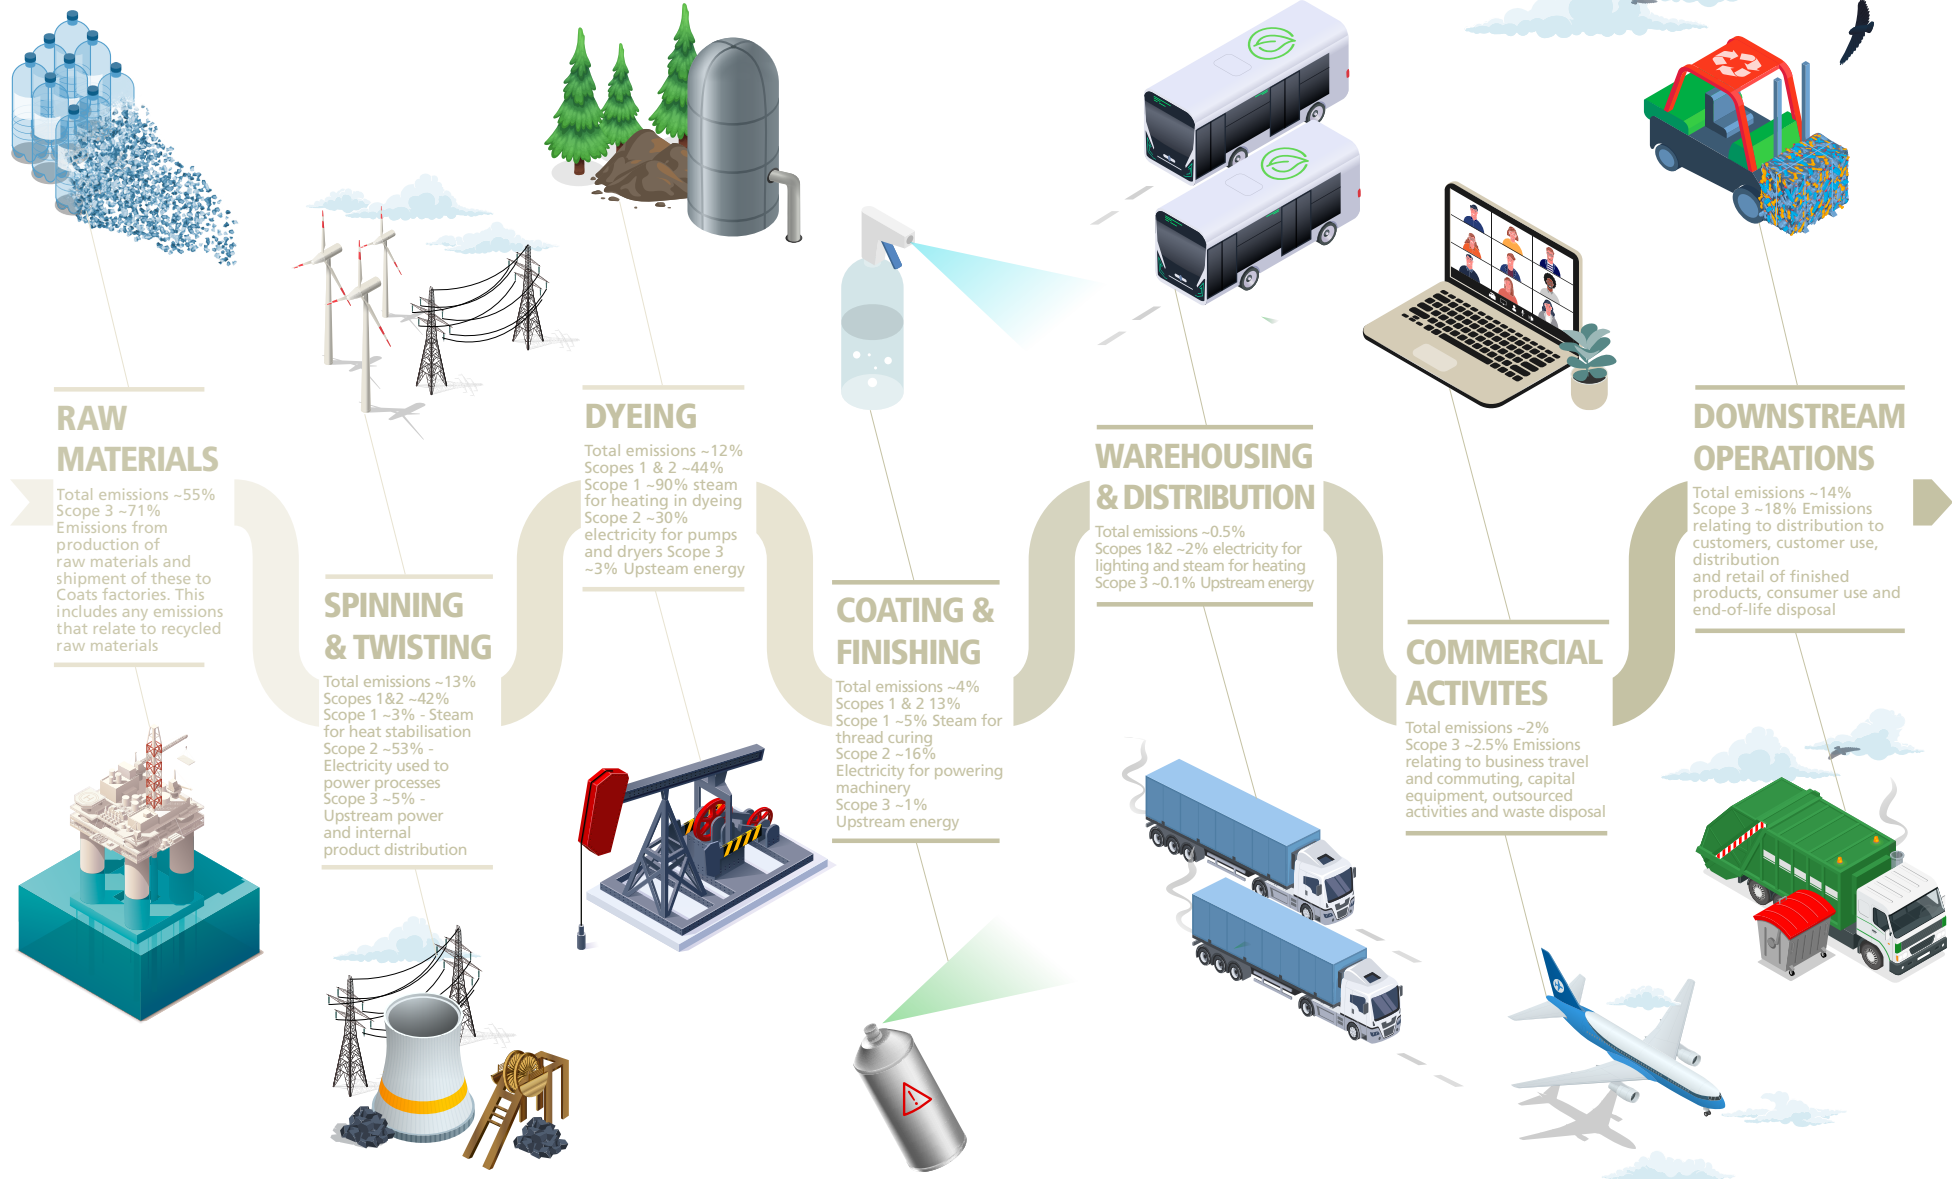 RAW
MATERIALS
Total emissions ~55%
Scope 3 ~71%
Emissions from
production of
raw materials and
shipment of these to
Coats factories. This
includes any emissions
that relate to recycled
raw materials
SPINNING
& TWISTING
Total emissions ~13%
Scopes 1&2 ~42%
Scope 1 ~3% - Steam
for heat stabilisation
Scope 2 ~53% -
Electricity used to
power processes
Scope 3 ~5% -
Upstream power
and internal
product distribution
DYEING
Total emissions ~12%
Scopes 1 & 2 ~44%
Scope 1 ~90% steam
for heating in dyeing
Scope 2 ~30%
electricity for pumps
and dryers Scope 3
~3% Upsteam energy
COATING &
FINISHING
Total emissions ~4%
Scopes 1 & 2 13%
Scope 1 ~5% Steam for
thread curing
Scope 2 ~16%
Electricity for powering
machinery
Scope 3 ~1%
Upstream energy
WAREHOUSING
& DISTRIBUTION
Total emissions ~0.5%
Scopes 1&2 ~2% electricity for
lighting and steam for heating
Scope 3 ~0.1% Upstream energy
COMMERCIAL
ACTIVITES
Total emissions ~2%
Scope 3 ~2.5% Emissions
relating to business travel
and commuting, capital
equipment, outsourced
activities and waste disposal
DOWNSTREAM
OPERATIONS
Total emissions ~14%
Scope 3 ~18% Emissions
relating to distribution to
customers, customer use,
distribution
and retail of finished
products, consumer use and
end-of-life disposal